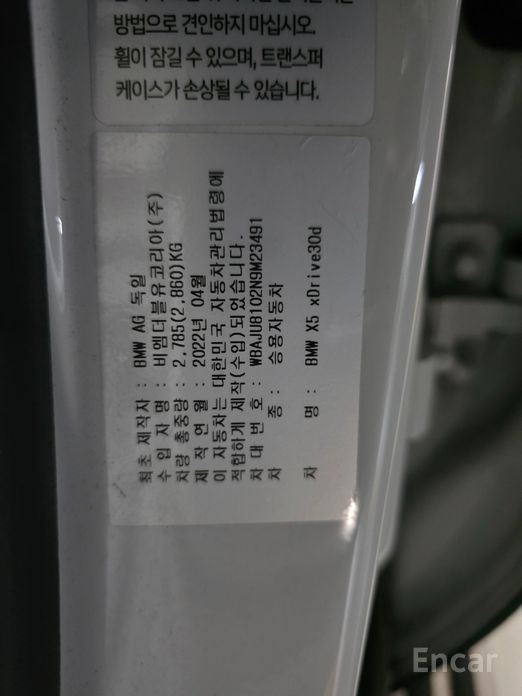 방법으로 견인하지 마십시오.
휠이 잠길 수 있으며, 트랜스퍼
케이스가 손상될 수 있습니다.
최초 제작자 : BMW AG 독일
수입 자명 : 비엠더블유코리아(주)
차량 총중량 : 2,785(2,860)KG
제작연월 : 2022년 04월
이 자동차는 대한민국 자동차관리법령에
적합하게 제작(수입)되었습니다.
차대번호 : WBAJU8102N9M23491
차 종 : 승용자동차
차 명 : BMW X5 xDrive30d
Encar